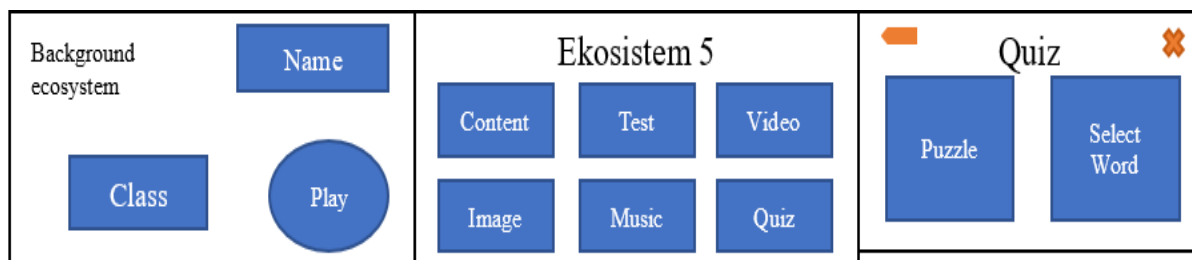 Background
ecosystem
Name
Class
Play
Ekosistem 5
Content
Test
Video
Image
Music
Quiz
Quiz
Puzzle
Select
Word